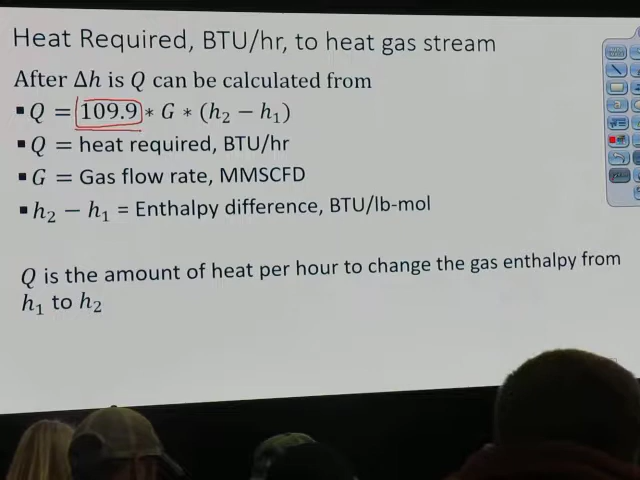 Heat Required, BTU/hr, to heat gas stream
After Δh is Q can be calculated from
▪ Q = 109.9 * G * (h₂ − h₁)
▪ Q = heat required, BTU/hr
▪ G = Gas flow rate, MMSCFD
▪ h₂ − h₁ = Enthalpy difference, BTU/lb-mol
Q is the amount of heat per hour to change the gas enthalpy from
h₁ to h₂